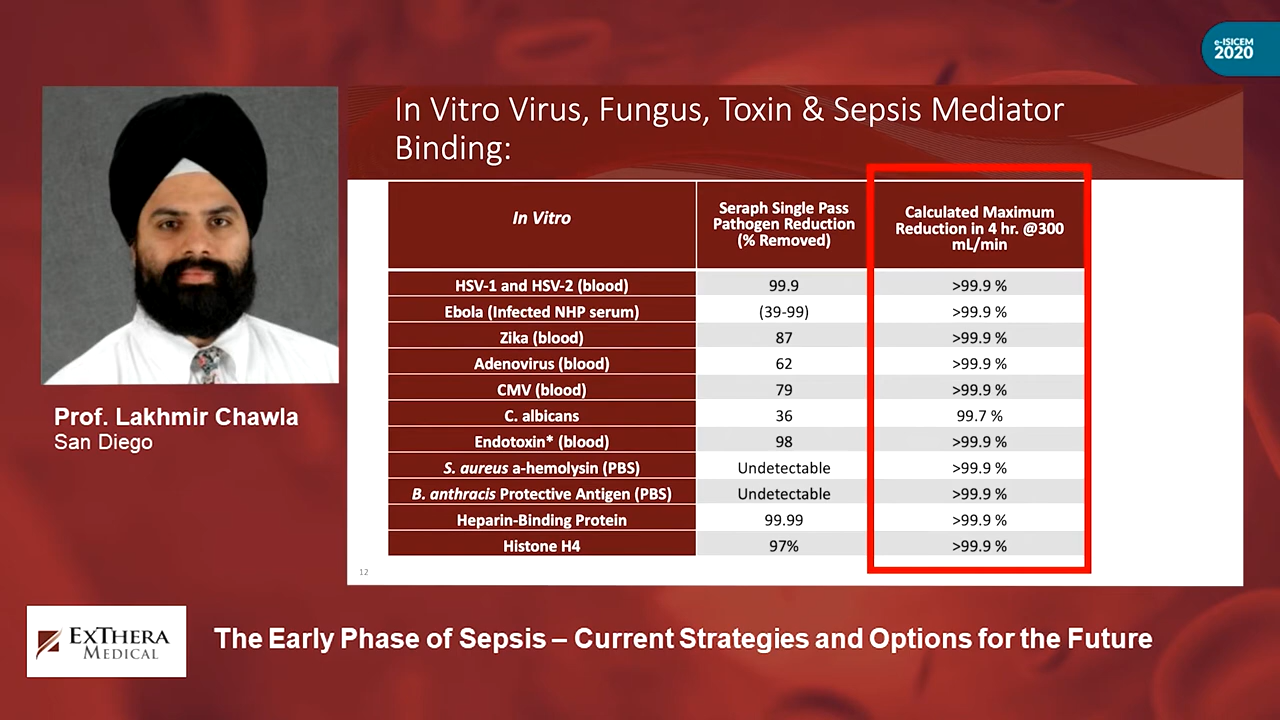 e-ISICEM
2020
In Vitro Virus, Fungus, Toxin & Sepsis Mediator
Binding:
In Vitro
Seraph Single Pass
Pathogen Reduction
(% Removed)
Calculated Maximum
Reduction in 4 hr. @300
mL/min
HSV-1 and HSV-2 (blood) 99.9 >99.9 %
Ebola (Infected NHP serum) (39-99) >99.9 %
Zika (blood) 87 >99.9 %
Adenovirus (blood) 62 >99.9 %
CMV (blood) 79 >99.9 %
C. albicans 36 99.7 %
Endotoxin* (blood) 98 >99.9 %
S. aureus a-hemolysin (PBS) Undetectable >99.9 %
B. anthracis Protective Antigen (PBS) Undetectable >99.9 %
Heparin-Binding Protein 99.99 >99.9 %
Histone H4 97% >99.9 %
12
Prof. Lakhmir Chawla
San Diego
EXTHERA
MEDICAL
The Early Phase of Sepsis – Current Strategies and Options for the Future